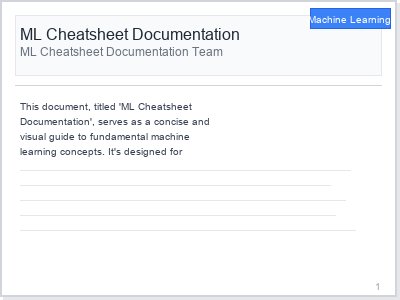 Machine Learning
ML Cheatsheet Documentation
ML Cheatsheet Documentation Team
This document, titled 'ML Cheatsheet
Documentation', serves as a concise and
visual guide to fundamental machine
learning concepts. It's designed for
1